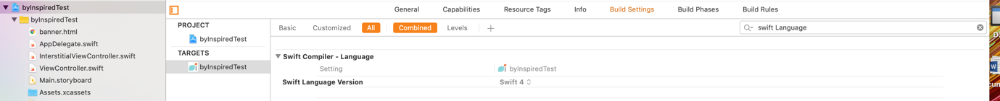 byInspiredTest
byInspiredTest
banner.html
AppDelegate.swift
InterstitialViewController.swift
ViewController.swift
Main.storyboard
Assets.xcassets
General Capabilities Resource Tags Info Build Settings Build Phases Build Rules
PROJECT
byInspiredTest
TARGETS
byInspiredTest
Basic Customized All Combined Levels + swift Language
Swift Compiler - Language
Setting byInspiredTest
Swift Language Version Swift 4